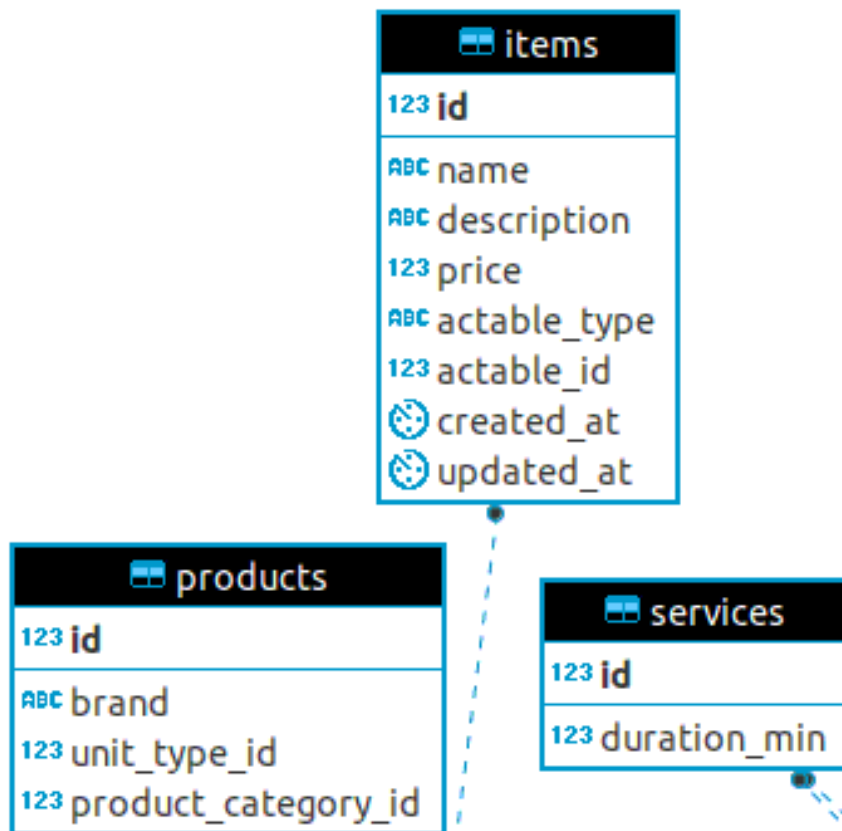 items
123 id
ABC name
ABC description
123 price
ABC actable_type
123 actable_id
created_at
updated_at
products
123 id
ABC brand
123 unit_type_id
123 product_category_id
services
123 id
123 duration_min